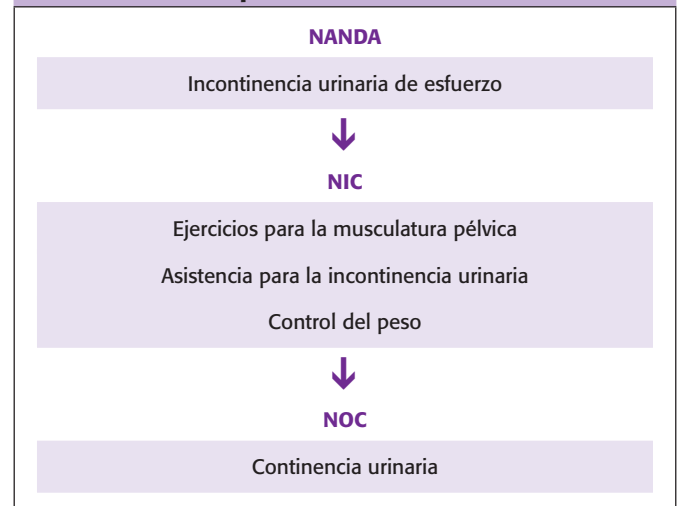 NANDA
Incontinencia urinaria de esfuerzo
NIC
Ejercicios para la musculatura pélvica
Asistencia para la incontinencia urinaria
Control del peso
NOC
Continencia urinaria